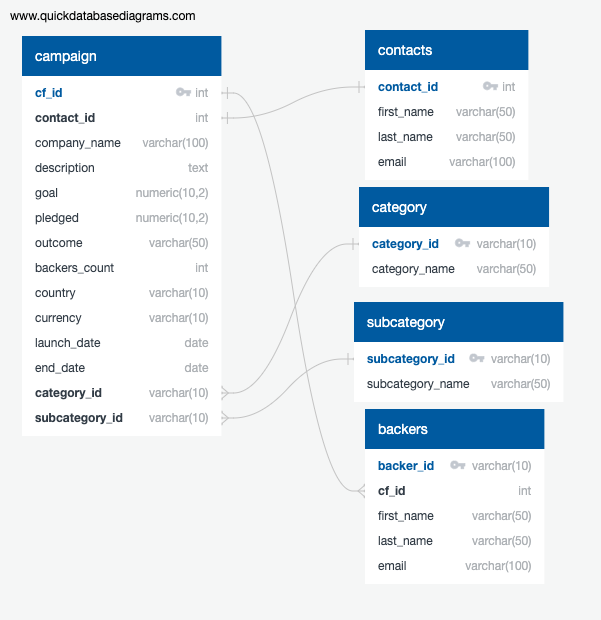 www.quickdatabasediagrams.com
campaign
cf_id int
contact_id int
company_name varchar(100)
description text
goal numeric(10,2)
pledged numeric(10,2)
outcome varchar(50)
backers_count int
country varchar(10)
currency varchar(10)
launch_date date
end_date date
category_id varchar(10)
subcategory_id varchar(10)
contacts
contact_id int
first_name varchar(50)
last_name varchar(50)
email varchar(100)
category
category_id varchar(10)
category_name varchar(50)
subcategory
subcategory_id varchar(10)
subcategory_name varchar(50)
backers
backer_id varchar(10)
cf_id int
first_name varchar(50)
last_name varchar(50)
email varchar(100)